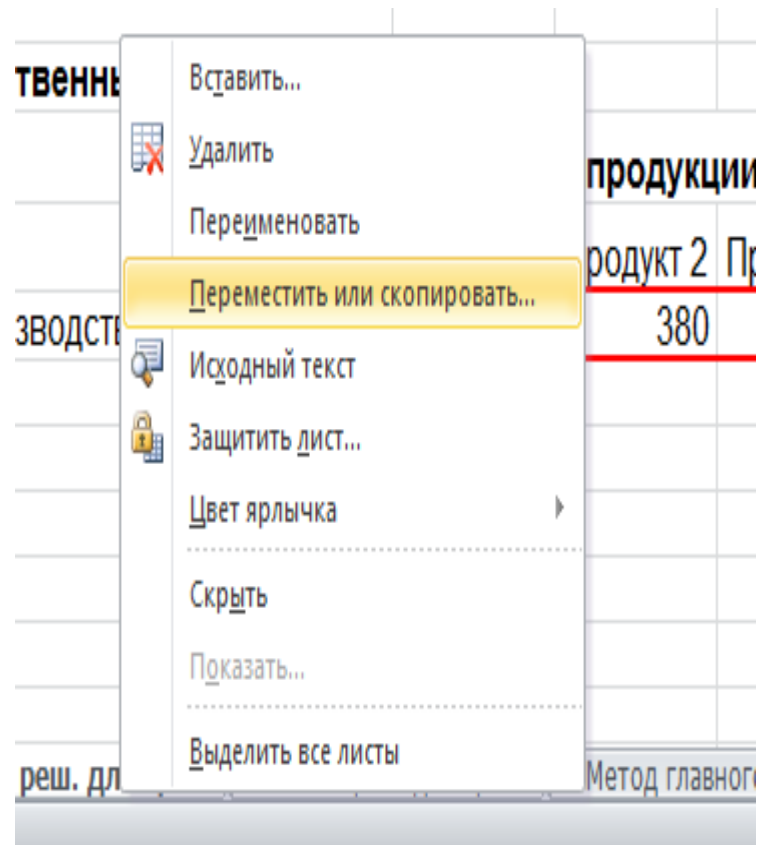 твенны
Вставить...
Удалить
продукции
Переименовать
родукт 2 Пр
Переместить или скопировать...
зводств
380
Исходный текст
Защитить лист...
Цвет ярлычка
Скрыть
Показать...
Выделить все листы
реш. дл
Метод главного